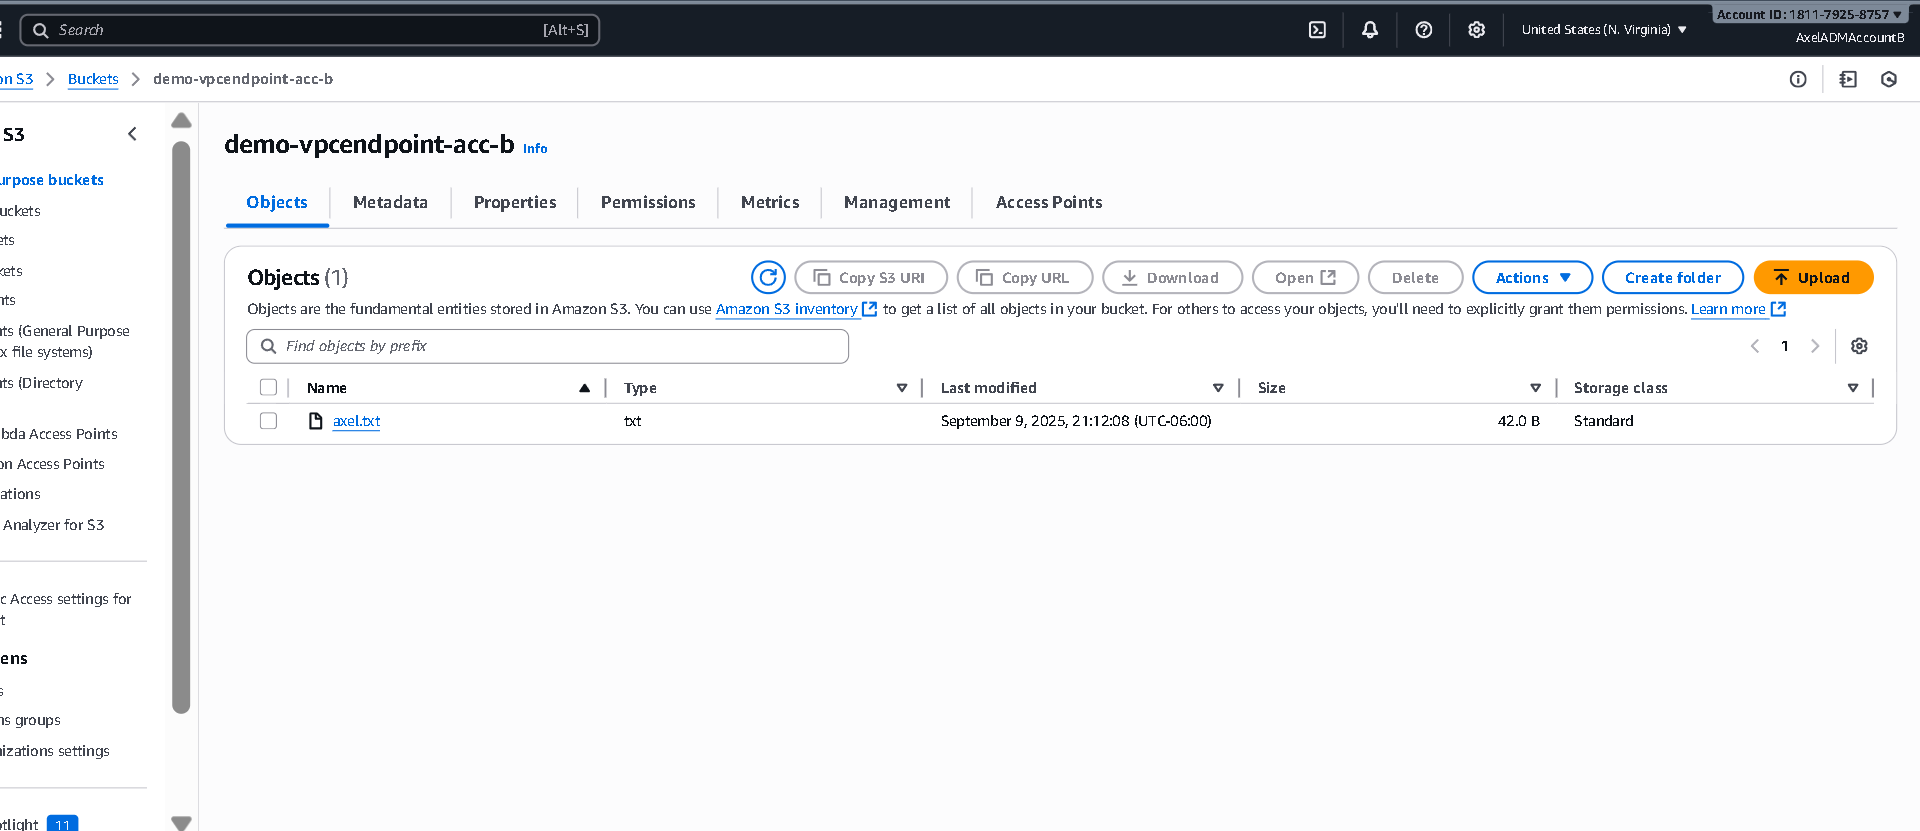 Search [Alt+S] United States (N. Virginia) Account ID: 1811-7925-8757
AxelADMAccountB
on S3 Buckets demo-vpcendpoint-acc-b
S3
urpose buckets
uckets
ets
kets
nts
nts (General Purpose
x file systems)
nts (Directory
bda Access Points
on Access Points
ations
Analyzer for S3
c Access settings for
t
ens
s
ns groups
nizations settings
otlight 11
demo-vpcendpoint-acc-b Info
Objects Metadata Properties Permissions Metrics Management Access Points
Objects (1) Copy S3 URI Copy URL Download Open Delete Actions Create folder Upload
Objects are the fundamental entities stored in Amazon S3. You can use Amazon S3 inventory to get a list of all objects in your bucket. For others to access your objects, you'll need to explicitly grant them permissions. Learn more
Find objects by prefix 1
Name Type Last modified Size Storage class
axel.txt txt September 9, 2025, 21:12:08 (UTC-06:00) 42.0 B Standard